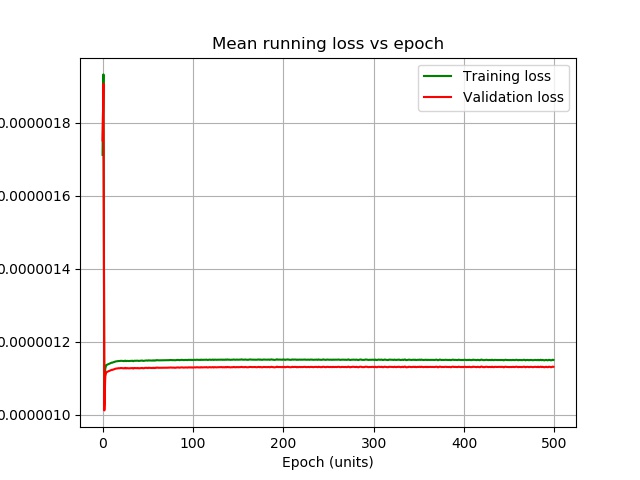 Mean running loss vs epoch
Training loss
Validation loss
0.0000018
0.0000016
0.0000014
0.0000012
0.0000010
0
100
200
300
400
500
Epoch (units)